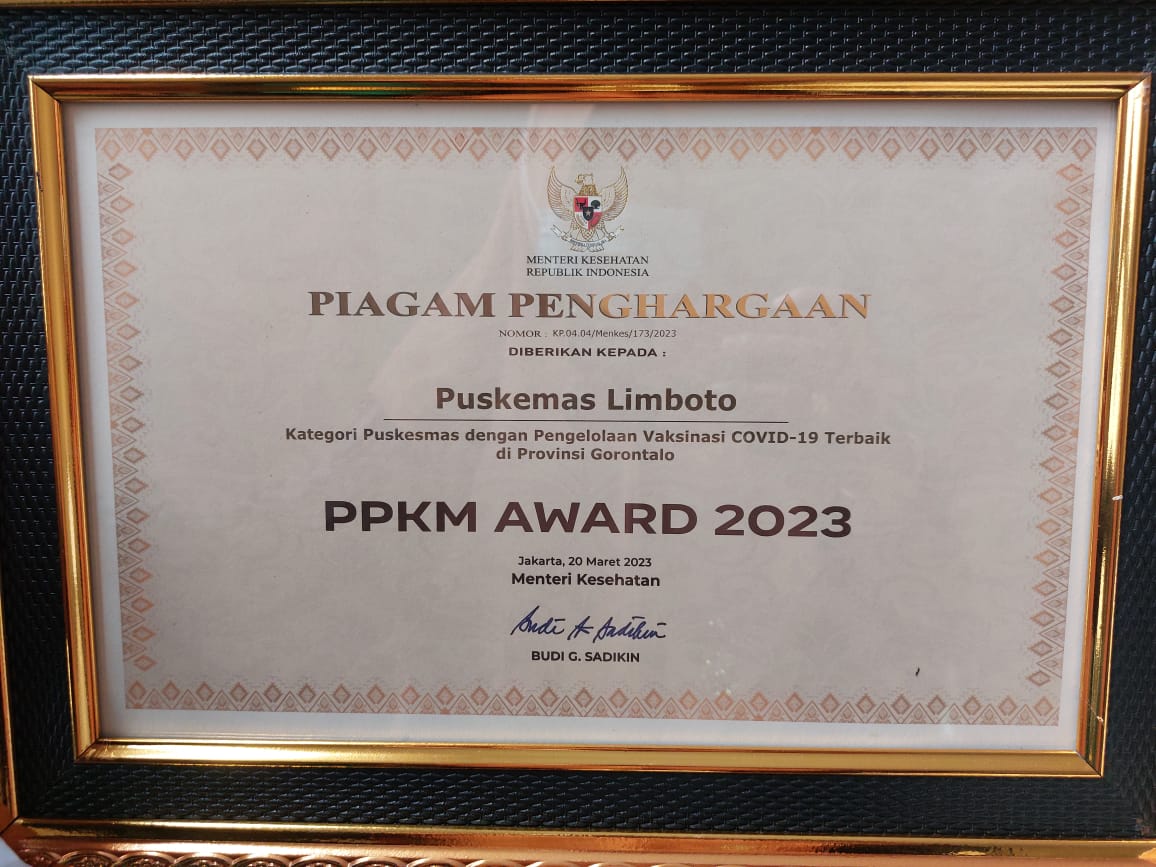 MENTERI KESEHATAN
REPUBLIK INDONESIA
PIAGAM PENGHARGAAN
NOMOR : KP.04.04/Menkes/173/2023
DIBERIKAN KEPADA :
Puskemas Limboto
Kategori Puskesmas dengan Pengelolaan Vaksinasi COVID-19 Terbaik
di Provinsi Gorontalo
PPKM AWARD 2023
Jakarta, 20 Maret 2023
Menteri Kesehatan
Budi G Sadikin
BUDI G. SADIKIN